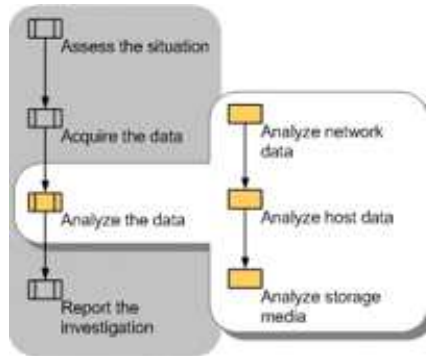 Assess the situation
Acquire the data
Analyze the data
Report the
investigation
Analyze network
data
Analyze host data
Analyze storage
media